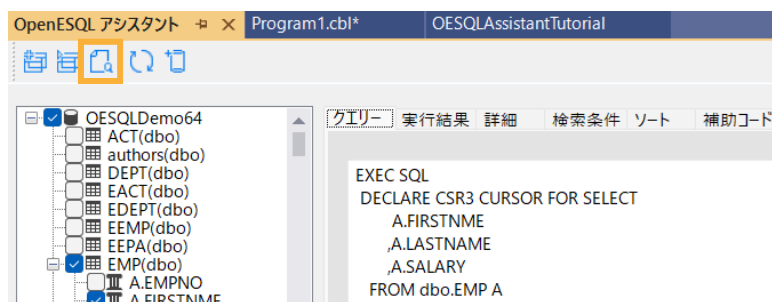 OpenESQL アシスタント Program1.cbl* OESQLAssistantTutorial
OESQLDemo64
ACT(dbo)
authors(dbo)
DEPT(dbo)
EACT(dbo)
EDEPT(dbo)
EEMP(dbo)
EEPA(dbo)
EMP(dbo)
A.EMPNO
A.FIRSTNME
クエリー 実行結果 詳細 検索条件 ソート 補助コード
EXEC SQL
DECLARE CSR3 CURSOR FOR SELECT
A.FIRSTNME
,A.LASTNAME
,A.SALARY
FROM dbo.EMP A